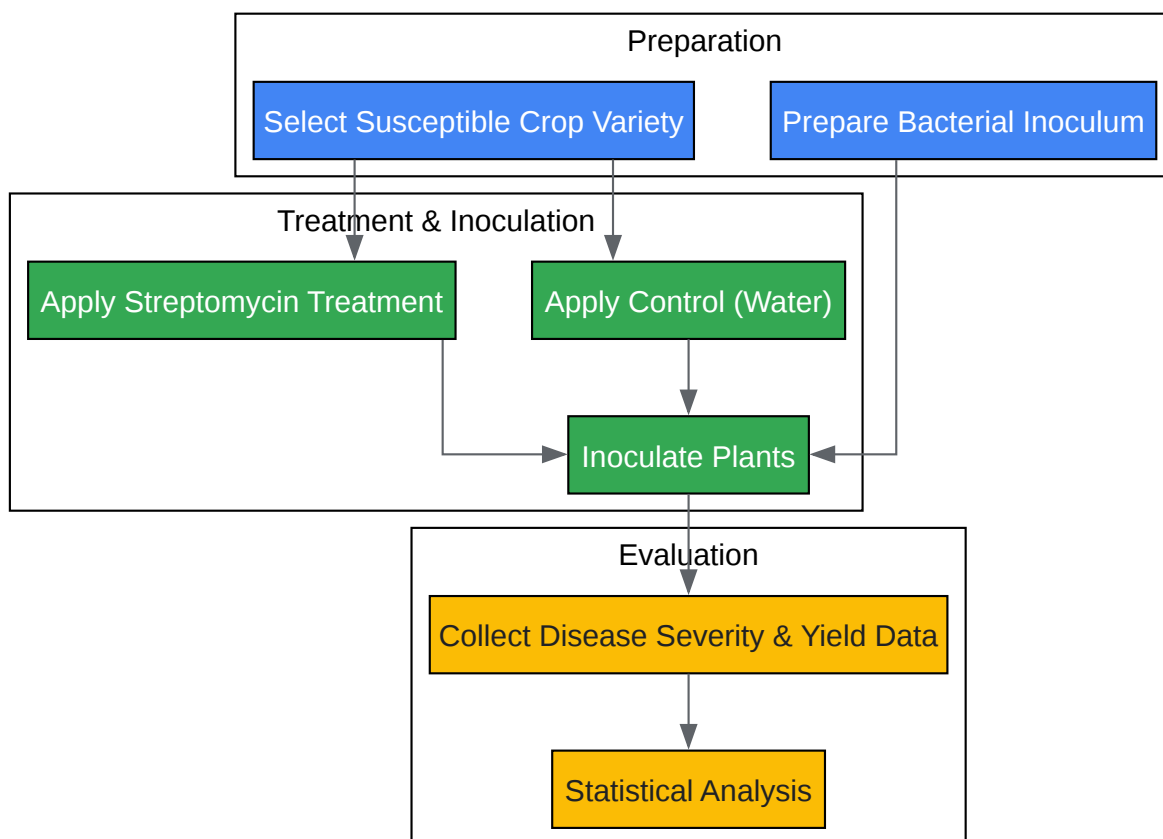 Preparation
Select Susceptible Crop Variety
Prepare Bacterial Inoculum
Treatment & Inoculation
Apply Streptomycin Treatment
Apply Control (Water)
Inoculate Plants
Evaluation
Collect Disease Severity & Yield Data
Statistical Analysis